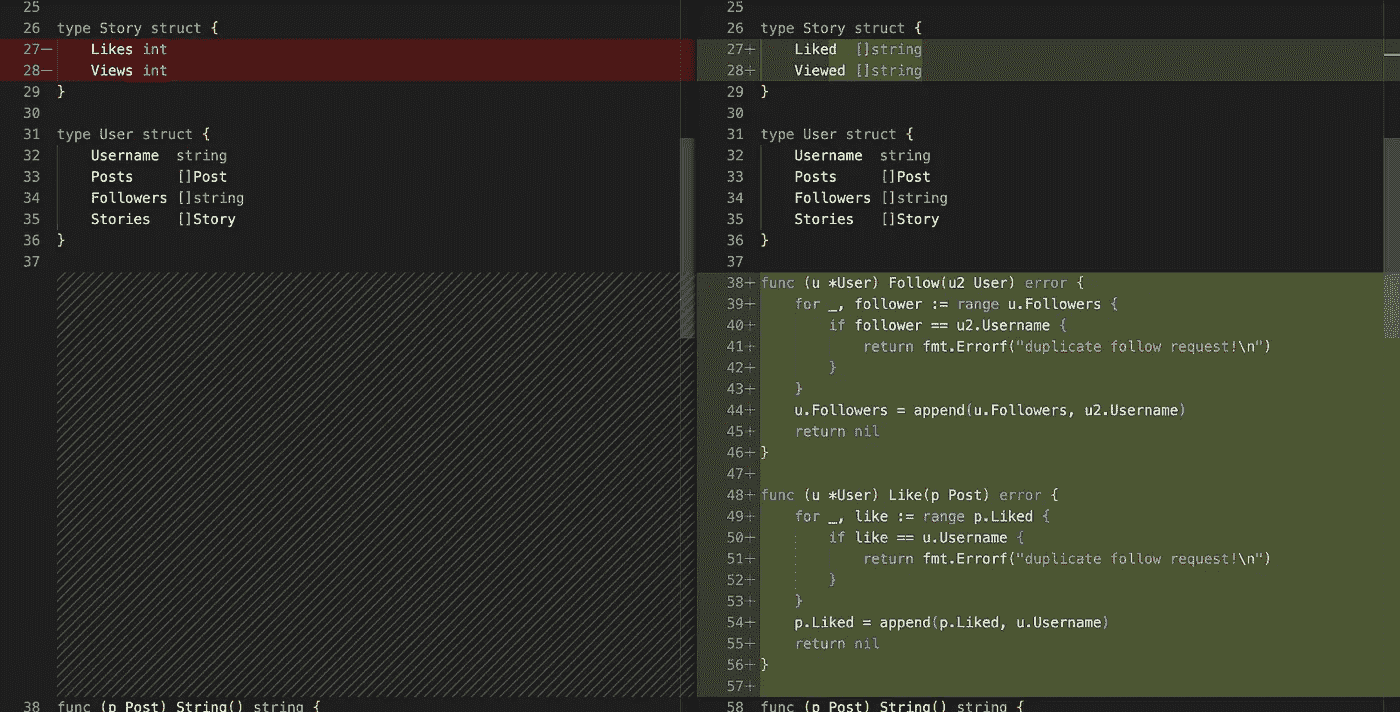 25
26 type Story struct {
27− Likes int
28− Views int
29 }
30
31 type User struct {
32 Username string
33 Posts []Post
34 Followers []string
35 Stories []Story
36 }
37
38 func (p Post) String() string {
25
26 type Story struct {
27+ Liked []string
28+ Viewed []string
29 }
30
31 type User struct {
32 Username string
33 Posts []Post
34 Followers []string
35 Stories []Story
36 }
37
38+ func (u *User) Follow(u2 User) error {
39+ for _, follower := range u.Followers {
40+ if follower == u2.Username {
41+ return fmt.Errorf("duplicate follow request!\n")
42+ }
43+ }
44+ u.Followers = append(u.Followers, u2.Username)
45+ return nil
46+ }
47+
48+ func (u *User) Like(p Post) error {
49+ for _, like := range p.Liked {
50+ if like == u.Username {
51+ return fmt.Errorf("duplicate follow request!\n")
52+ }
53+ }
54+ p.Liked = append(p.Liked, u.Username)
55+ return nil
56+ }
57+
58 func (p Post) String() string {